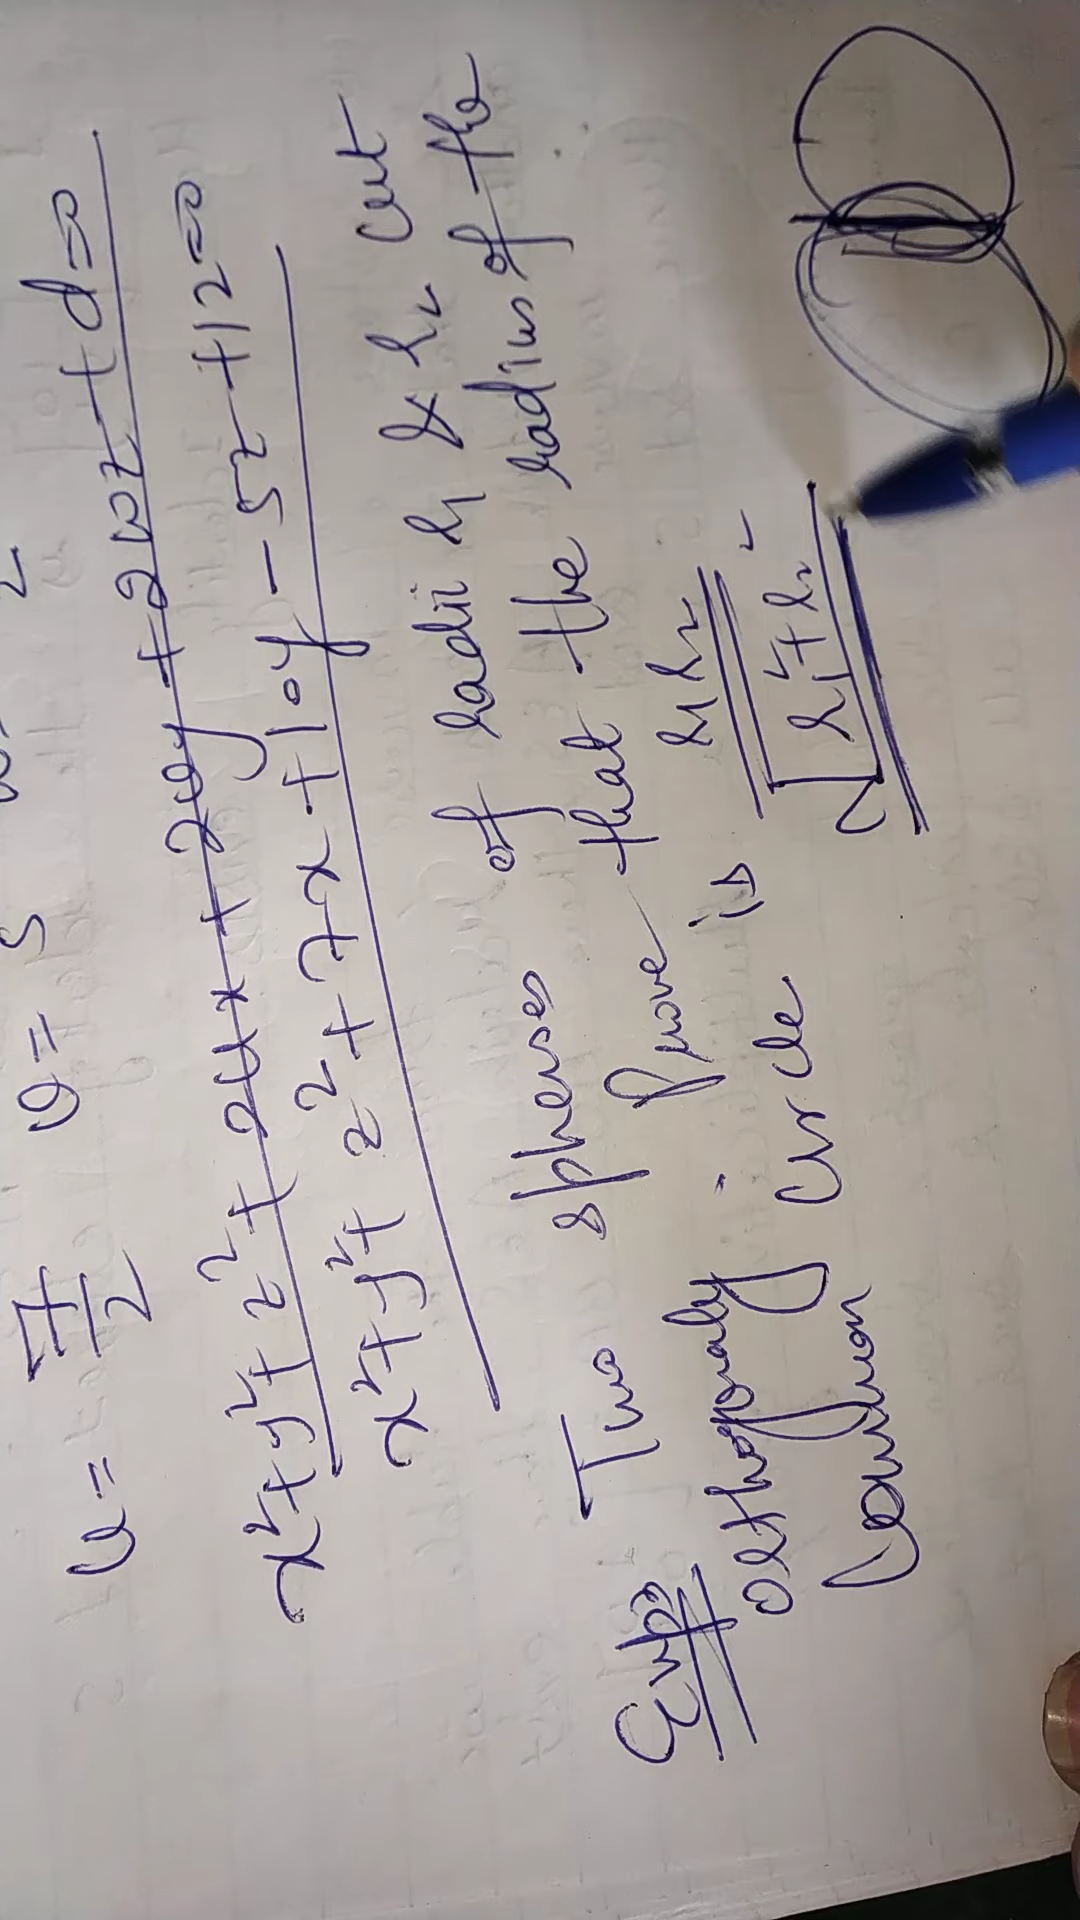 u = 7/2 v = 5
x²+y²+z²+2ux+2vy+2wz+d=0
x²+y²+z²+7x+10y-5z+12=0
Two spheres of radii r₁ & r₂ cut
orthogonally. Prove that the radius of the
common circle is r₁r₂/√(r₁²+r₂²)